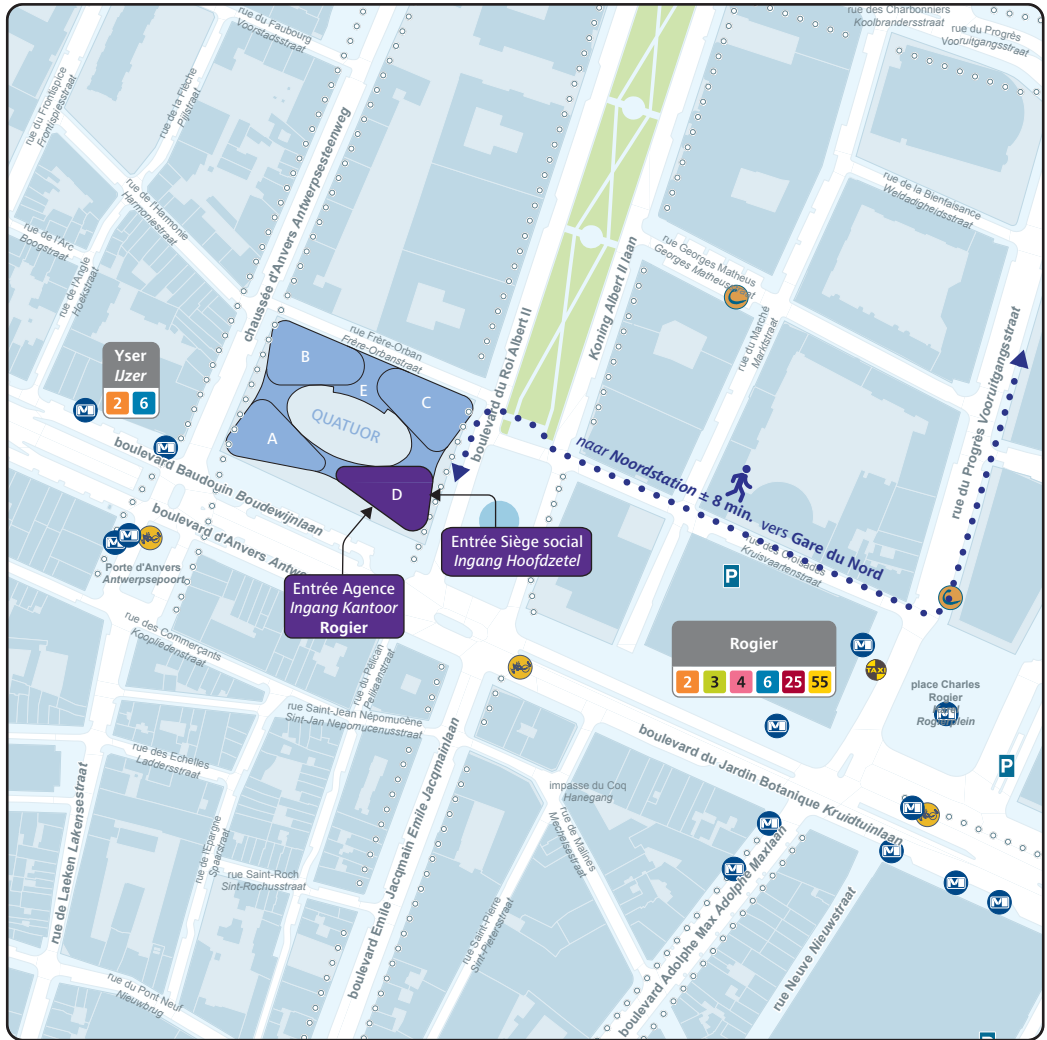 rue du Faubourg
Voorstadsstraat
rue des Charbonniers
Koolbrandersstraat
rue du Progrès
Vooruitgangsstraat
rue du Frontispice
Frontispiesstraat
rue de la Flèche
Pijlstraat
rue de l'Harmonie
Harmoniestraat
rue de la Bienfaisance
Weldadigheidsstraat
rue de l'Arc
Boogstraat
rue de l'Angle
Hoekstraat
chaussée d'Anvers Antwerpsesteenweg
rue Georges Matheus
Georges Matheusstraat
Koning Albert II laan
rue du Marché
Marktstraat
rue Frère-Orban
Frère-Orbanstraat
boulevard du Roi Albert II
rue du Progrès Vooruitgangsstraat
Yser
IJzer
2 6
B
E
C
QUATUOR
A
D
naar Noordstation ± 8 min. vers Gare du Nord
rue des Croisades
Kruisvaartenstraat
boulevard Baudouin Boudewijnlaan
boulevard d'Anvers
Porte d'Anvers
Antwerpsepoort
Entrée Siège social
Ingang Hoofdzetel
Entrée Agence
Ingang Kantoor
Rogier
P
rue des Commerçants
Koopliedenstraat
rue du Pélican
Pelikaanstraat
Rogier
2 3 4 6 25 55
TAXI
place Charles
Rogier
Rogierplein
rue Saint-Jean Népomucène
Sint-Jan Nepomucenusstraat
rue des Echelles
Laddersstraat
boulevard du Jardin Botanique Kruidtuinlaan
P
impasse du Coq
Hanegang
rue de Malines
Mechelsestraat
rue de l'Epargne
Spaarstraat
rue Saint-Roch
Sint-Rochusstraat
rue de Laeken Lakensestraat
boulevard Emile Jacqmain Emile Jacqmainlaan
rue Saint-Pierre
Sint-Pietersstraat
boulevard Adolphe Max Adolphe Maxlaan
rue Neuve Nieuwstraat
rue du Pont Neuf
Nieuwbrug